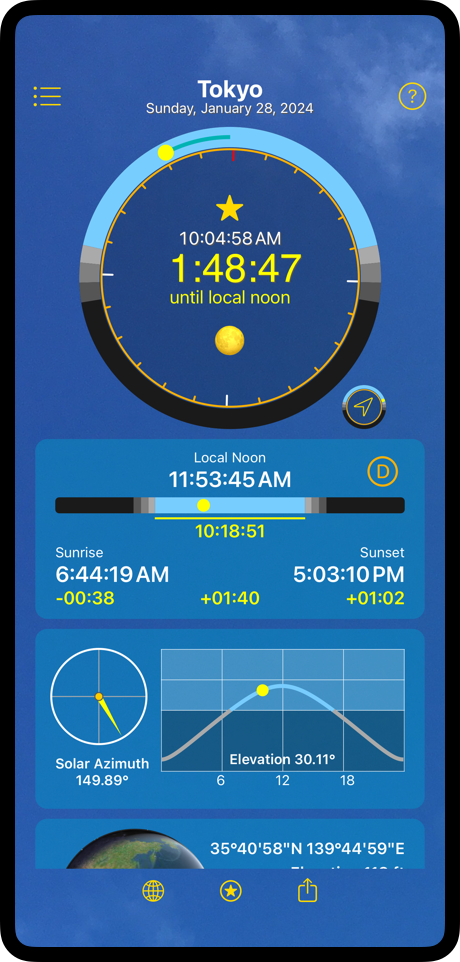 Tokyo
Sunday, January 28, 2024
?
10:04:58 AM
1:48:47
until local noon
Local Noon
11:53:45 AM
D
10:18:51
Sunrise
Sunset
6:44:19 AM
5:03:10 PM
-00:38
+01:40
+01:02
Elevation 30.11°
6 12 18
Solar Azimuth
149.89°
35°40'58"N 139°44'59"E